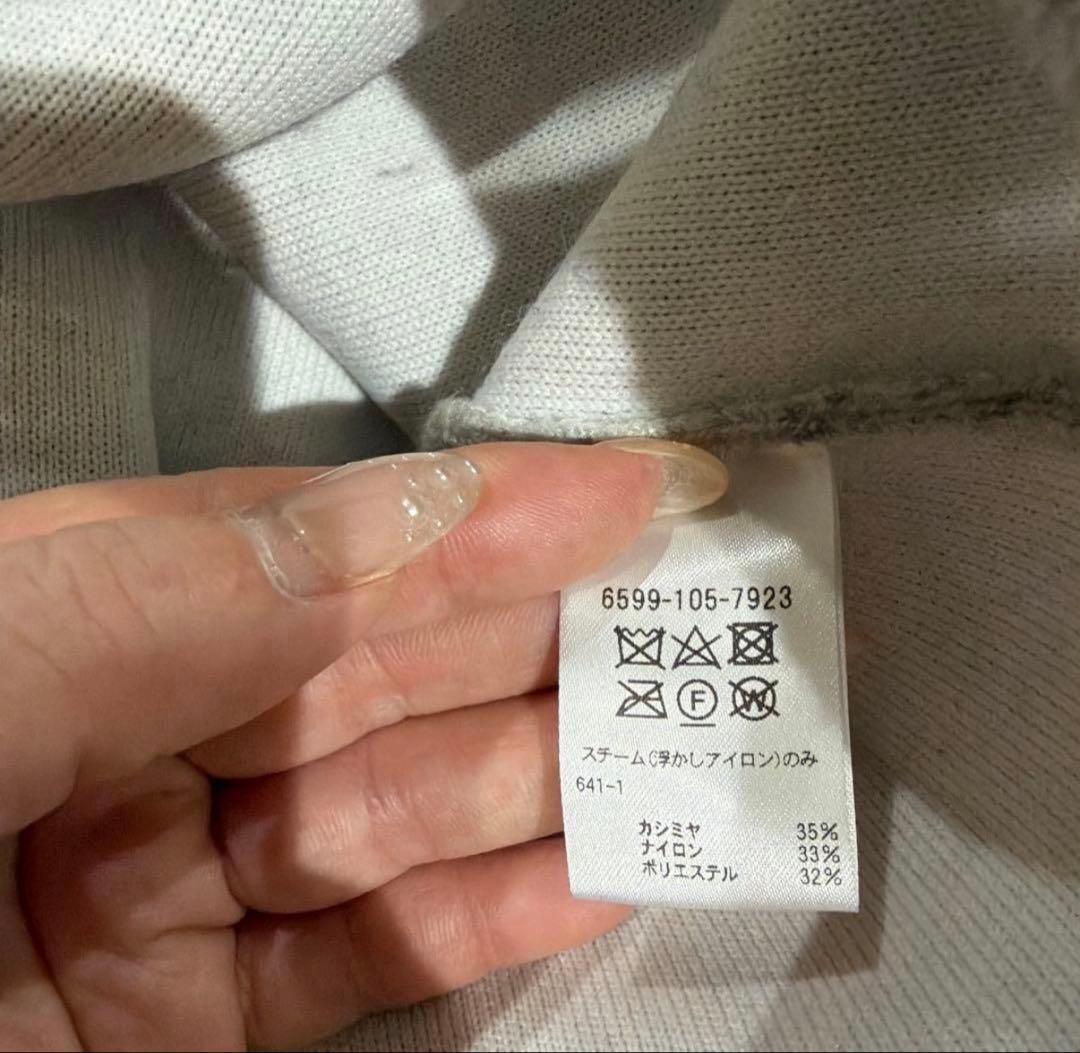 6599-105-7923
F W
スチーム(浮かしアイロン)のみ
641-1
カシミヤ 35%
ナイロン 33%
ポリエステル 32%